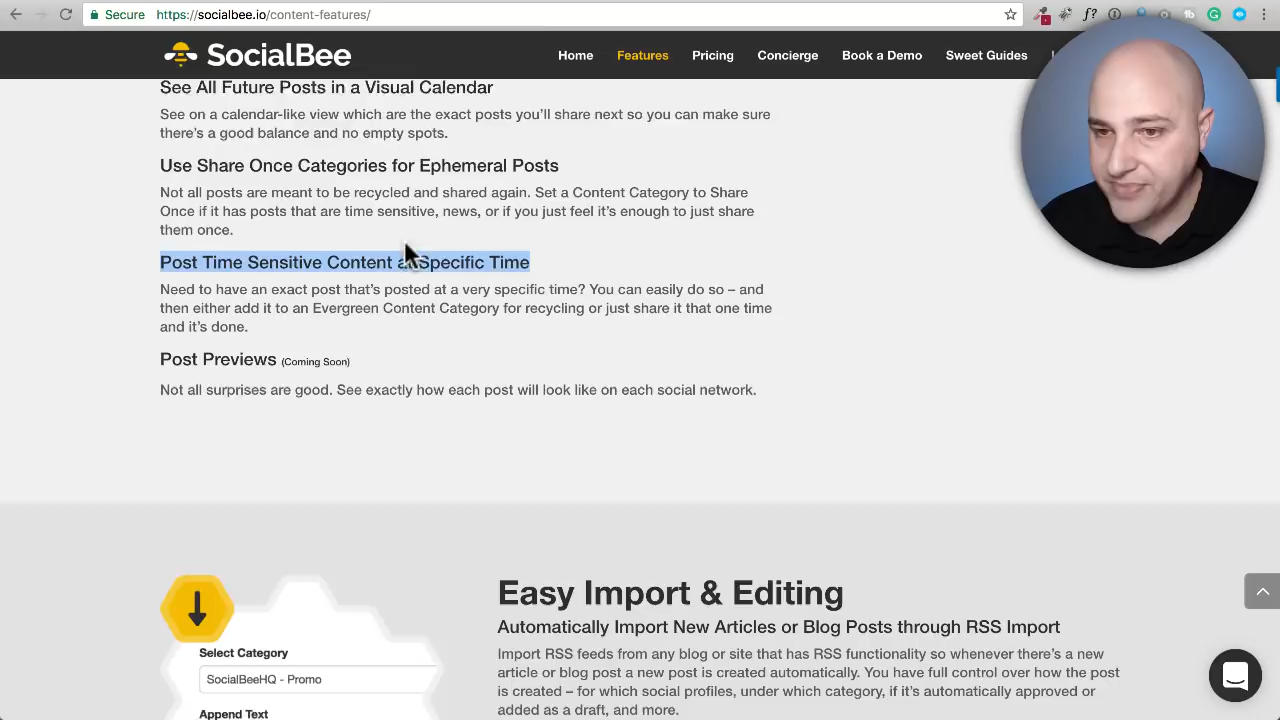 Secure https://socialbee.io/content-features/
SocialBee
Home Features Pricing Concierge Book a Demo Sweet Guides
See All Future Posts in a Visual Calendar
See on a calendar-like view which are the exact posts you'll share next so you can make sure
there's a good balance and no empty spots.
Use Share Once Categories for Ephemeral Posts
Not all posts are meant to be recycled and shared again. Set a Content Category to Share
Once if it has posts that are time sensitive, news, or if you just feel it's enough to just share
them once.
Post Time Sensitive Content Specific Time
Need to have an exact post that's posted at a very specific time? You can easily do so – and
then either add it to an Evergreen Content Category for recycling or just share it that one time
and it's done.
Post Previews (Coming Soon)
Not all surprises are good. See exactly how each post will look like on each social network.
Easy Import & Editing
Automatically Import New Articles or Blog Posts through RSS Import
Import RSS feeds from any blog or site that has RSS functionality so whenever there's a new
article or blog post a new post is created automatically. You have full control over how the post
is created – for which social profiles, under which category, if it's automatically approved or
added as a draft, and more.
Select Category
SocialBeeHQ - Promo
Append Text